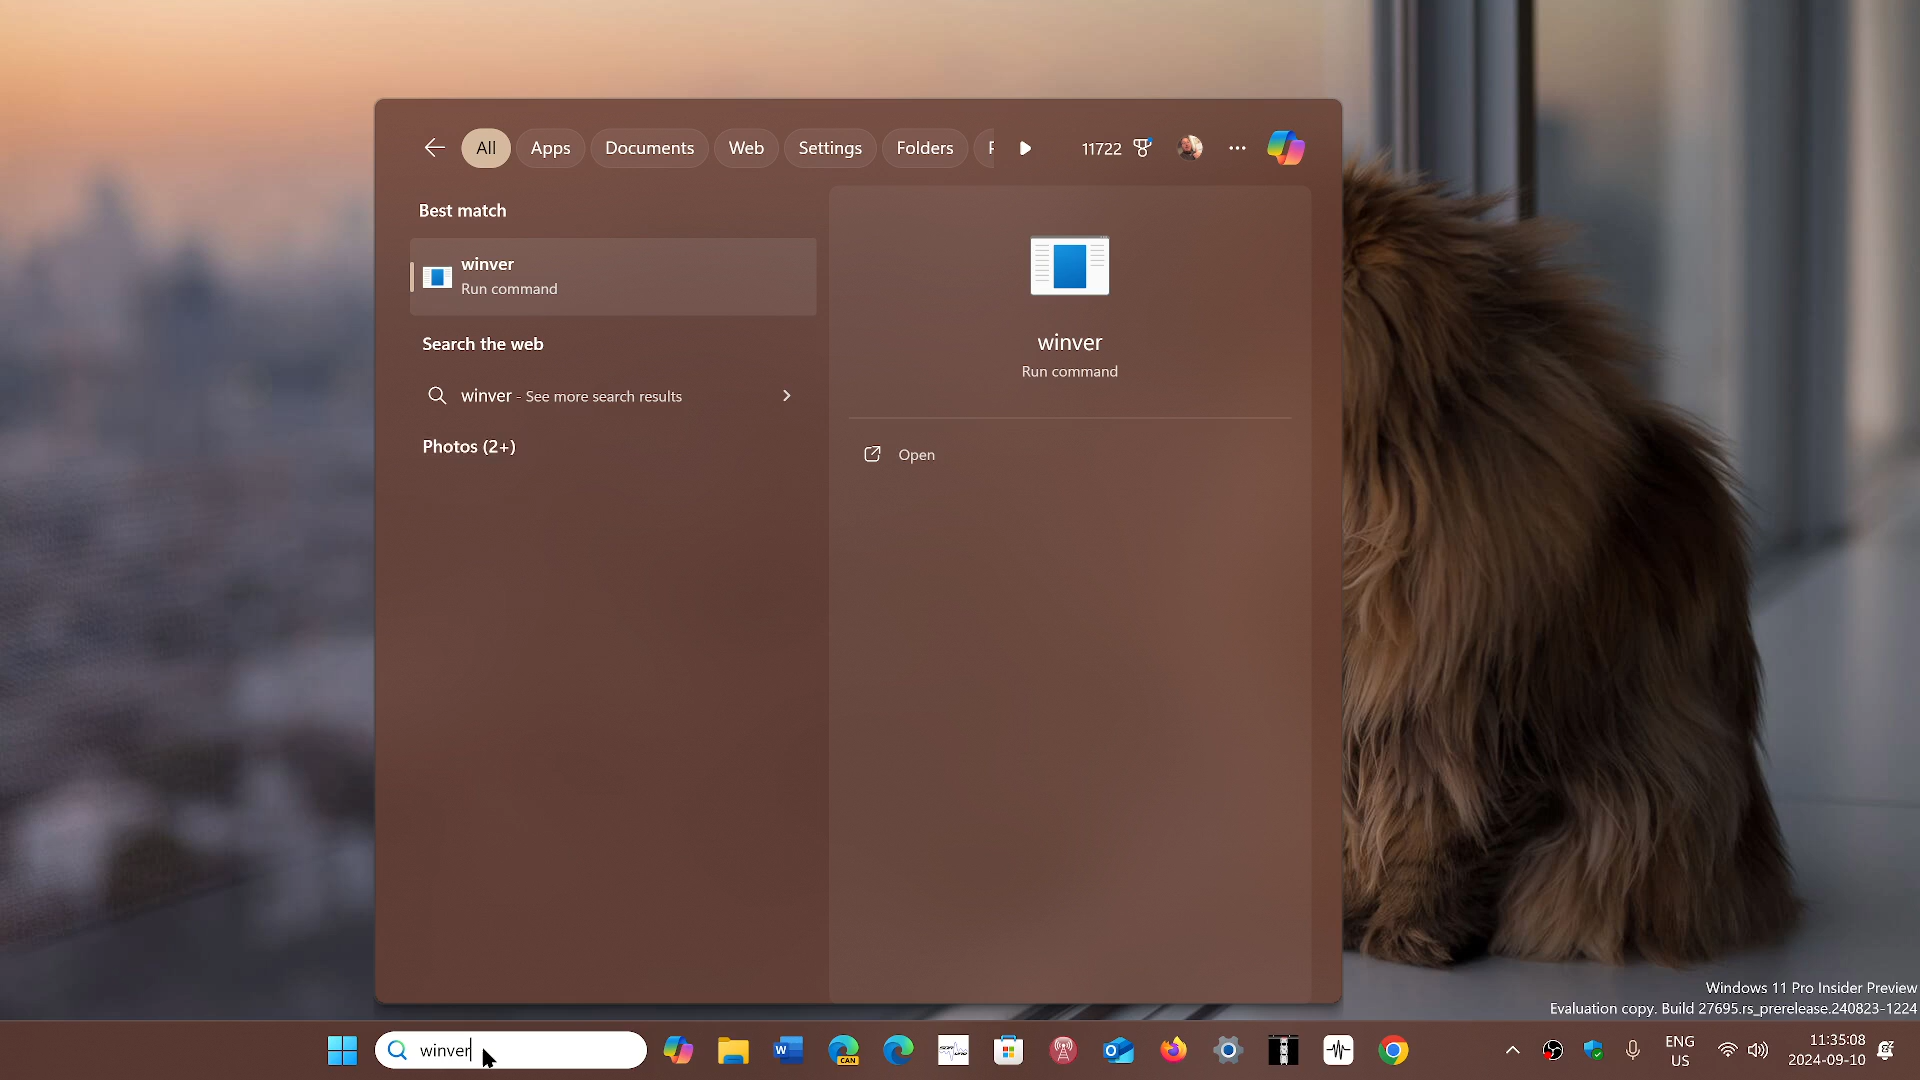 All Apps Documents Web Settings Folders 11722
Best match
winver
Run command
Search the web
winver - See more search results
Photos (2+)
winver
Run command
Open
Windows 11 Pro Insider Preview
Evaluation copy. Build 27695.rs_prerelease.240823-1224
winver
W
CAN
ENG
US
11:35:08
2024-09-10